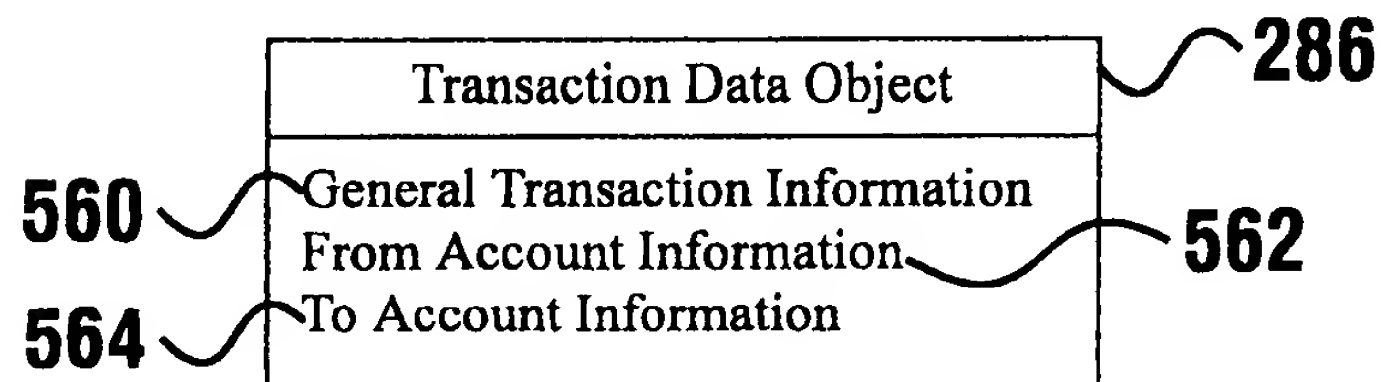 Transaction Data Object 286
560 General Transaction Information
From Account Information 562
564 To Account Information